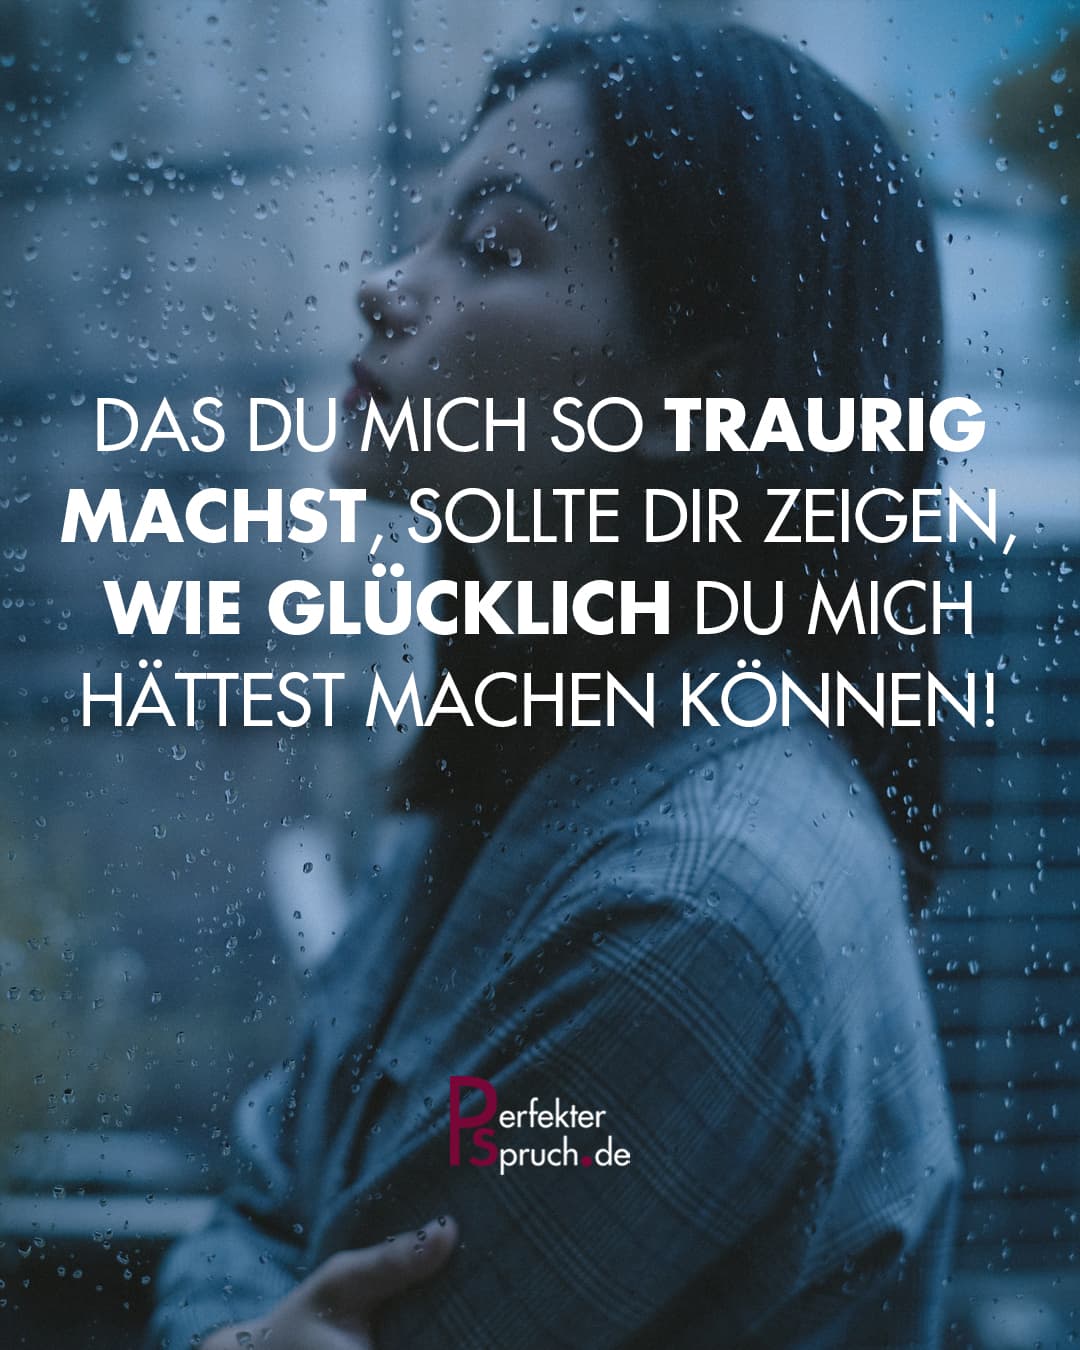 DAS DU MICH SO TRAURIG
MACHST, SOLLTE DIR ZEIGEN,
WIE GLÜCKLICH DU MICH
HÄTTEST MACHEN KÖNNEN!
Perfekter
Spruch.de